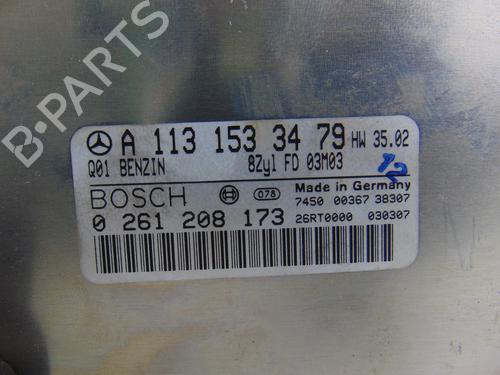 B-PARTS
A 113 153 34 79 HW 35.02
Q01 BENZIN 8Zyl FD 03M03
BOSCH 078 Made in Germany
7450 00367 38307
0 261 208 173 26RT0000 030307